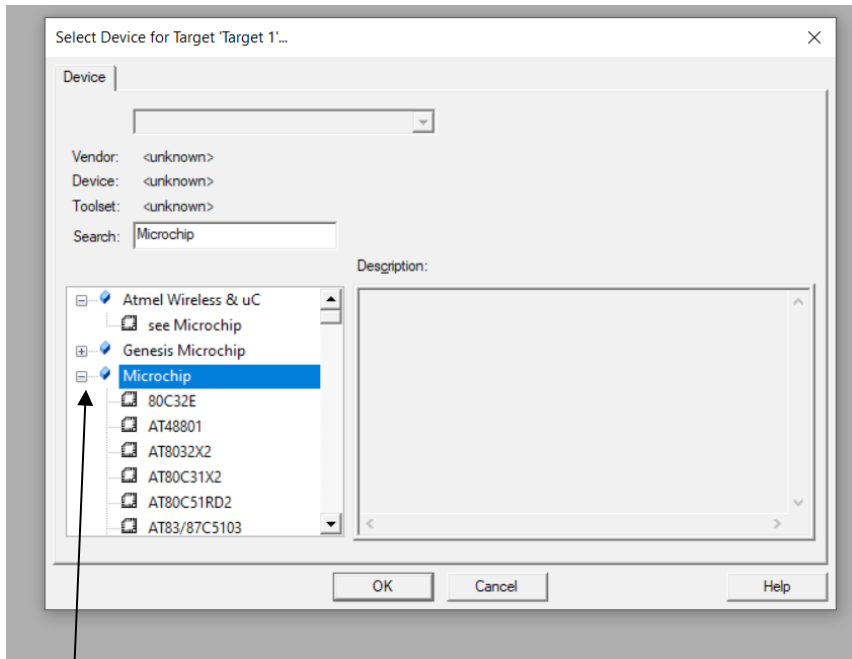 Select Device for Target 'Target 1'...
Device
Vendor: <unknown>
Device: <unknown>
Toolset: <unknown>
Search: Microchip
Description:
Atmel Wireless & uC
see Microchip
Genesis Microchip
Microchip
80C32E
AT48801
AT8032X2
AT80C31X2
AT80C51RD2
AT83/87C5103
OK Cancel Help